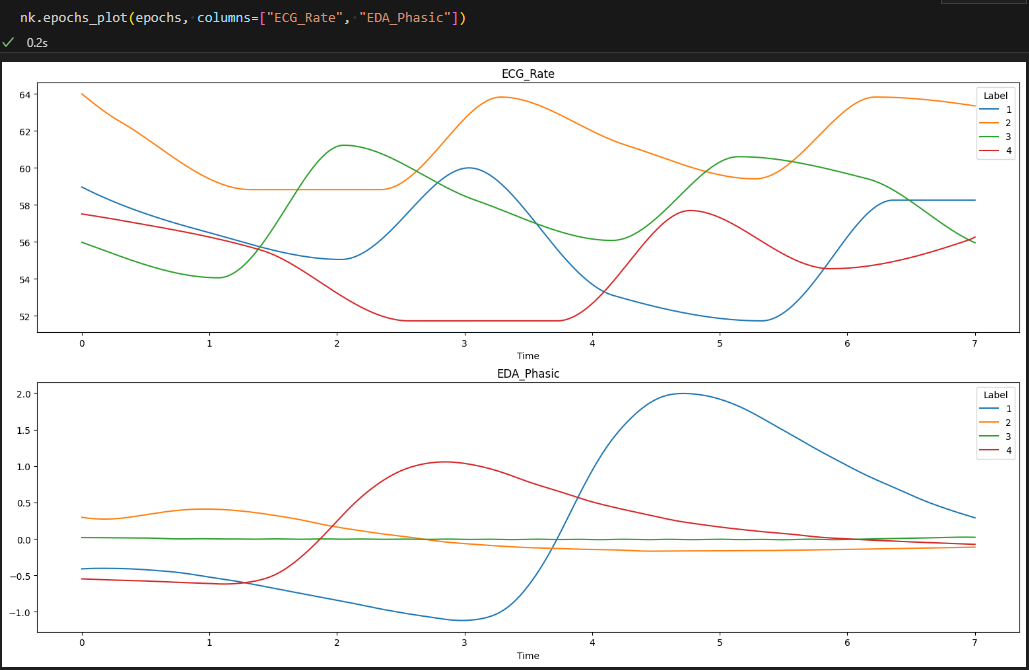 nk.epochs_plot(epochs, columns=["ECG_Rate", "EDA_Phasic"])
0.2s
ECG_Rate
64
62
60
58
56
54
52
0 1 2 3 4 5 6 7
Time
Label
1
2
3
4
EDA_Phasic
2.0
1.5
1.0
0.5
0.0
−0.5
−1.0
0 1 2 3 4 5 6 7
Time
Label
1
2
3
4